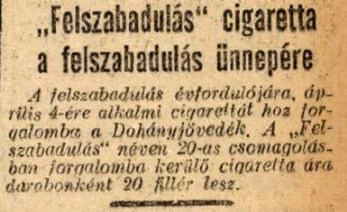 „Felszabadulás“ cigaretta
a felszabadulás ünnepére
A felszabadulás évfordulójára, áp-
rilis 4-ére alkalmi cigarettát hoz for-
galomba a Dohányjövedék. A „Fel-
szabadulás“ néven 20-as csomagolás-
ban forgalomba kerülő cigaretta ára
darabonként 20 fillér lesz.